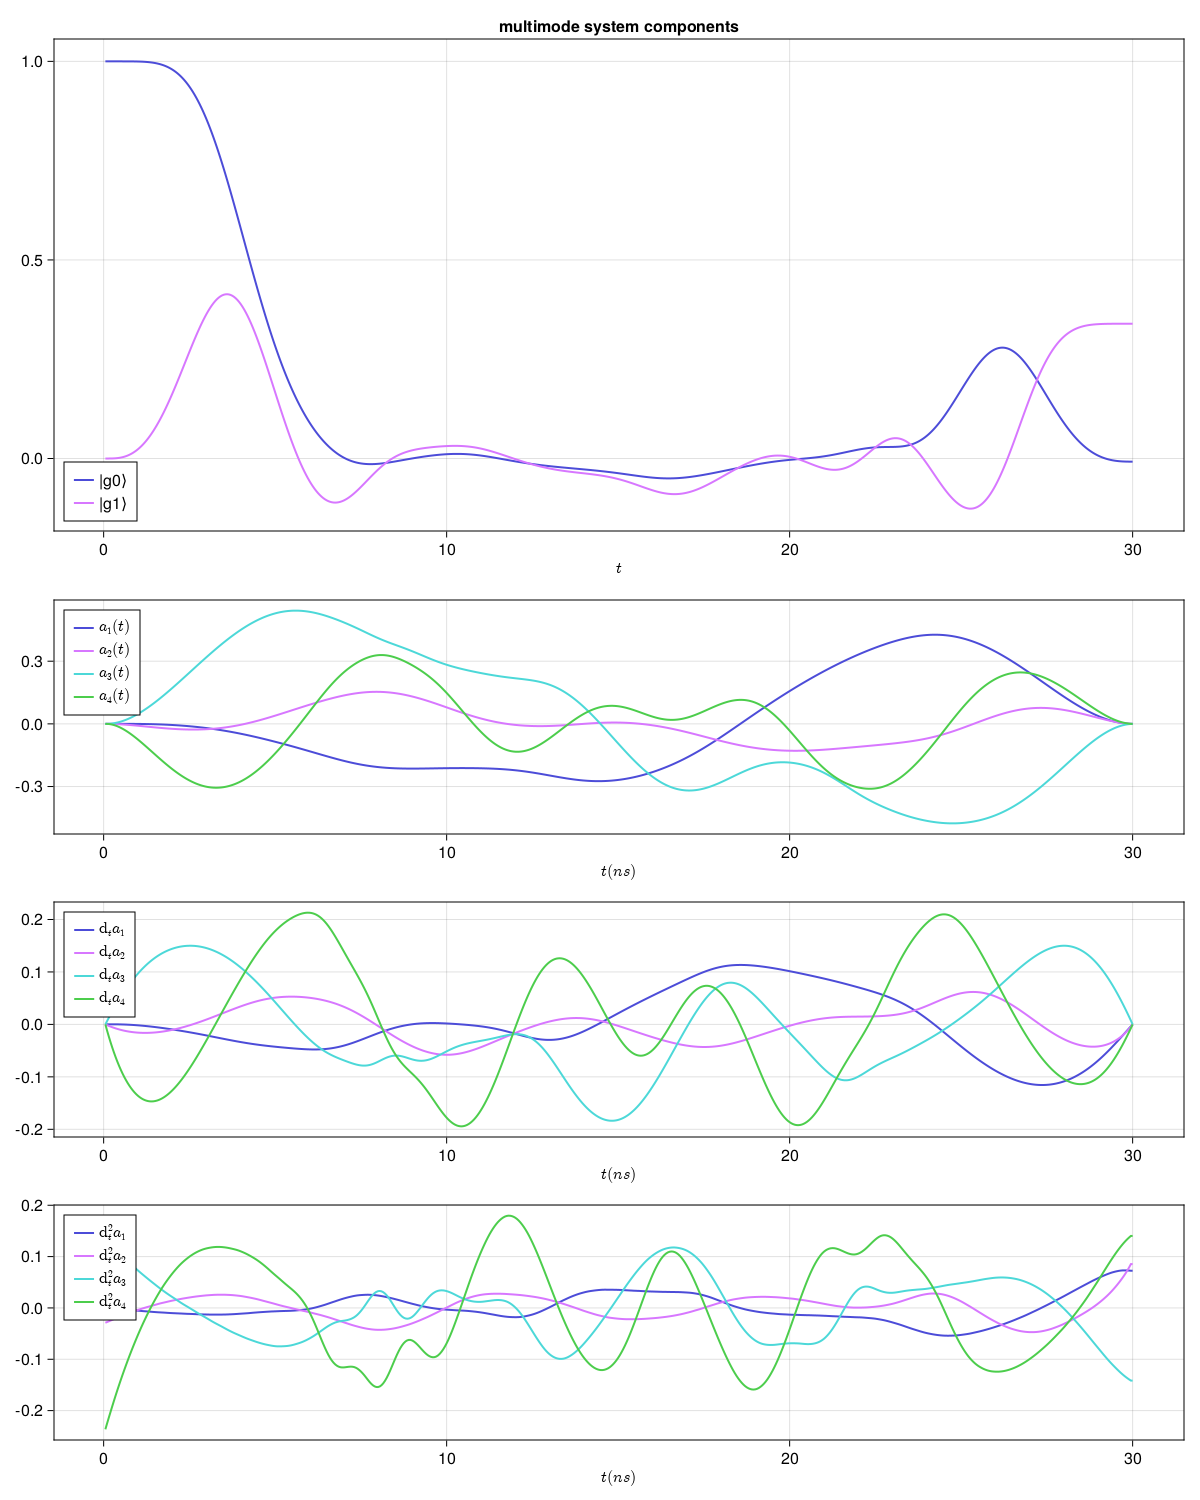 multimode system components
1.0
0.5
0.0
|g0⟩
|g1⟩
0 10 20 30
t
0.3
0.0
-0.3
a₁(t)
a₂(t)
a₃(t)
a₄(t)
0 10 20 30
t(ns)
0.2
0.1
0.0
-0.1
-0.2
dₜa₁
dₜa₂
dₜa₃
dₜa₄
0 10 20 30
t(ns)
0.2
0.1
0.0
-0.1
-0.2
d²ₜa₁
d²ₜa₂
d²ₜa₃
d²ₜa₄
0 10 20 30
t(ns)